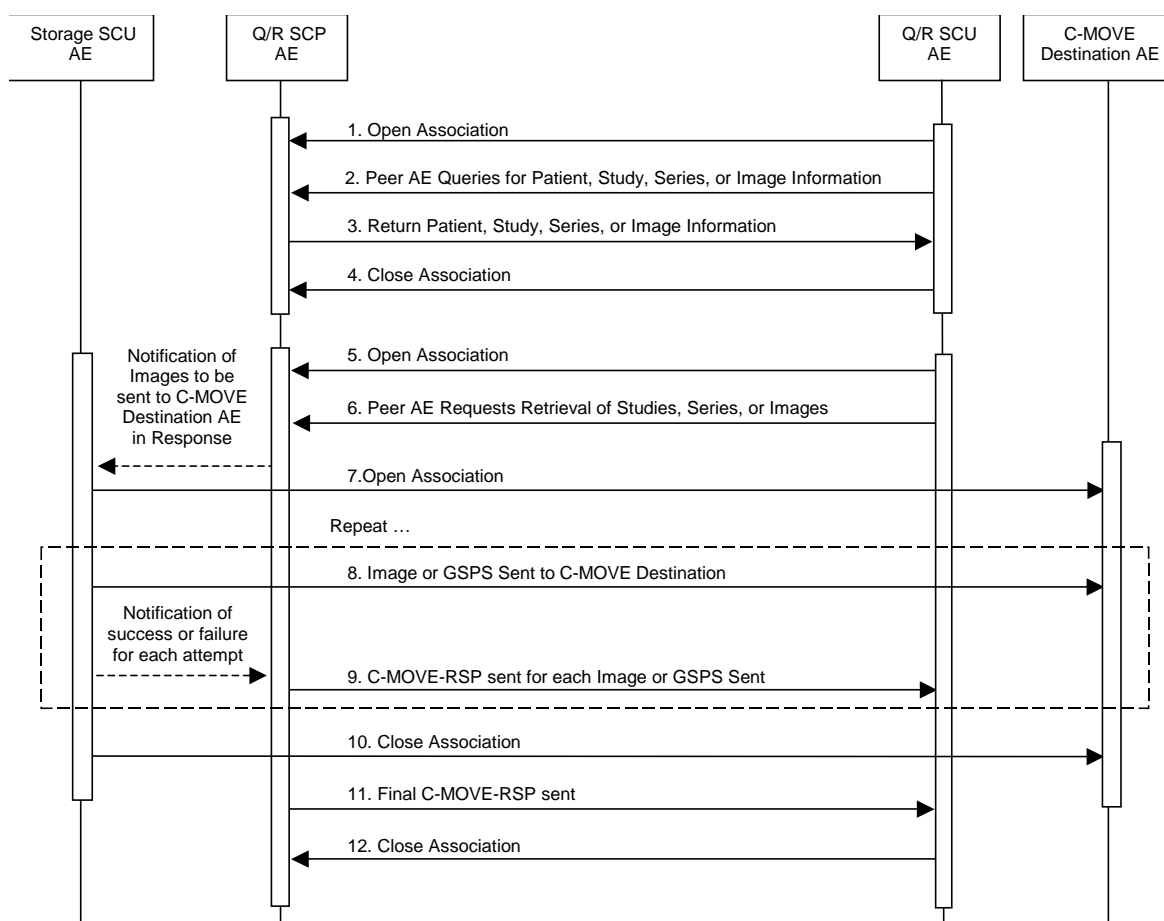 Storage SCU
AE
Q/R SCP
AE
Q/R SCU
AE
C-MOVE
Destination AE
1. Open Association
2. Peer AE Queries for Patient, Study, Series, or Image Information
3. Return Patient, Study, Series, or Image Information
4. Close Association
5. Open Association
Notification of
Images to be
sent to C-MOVE
Destination AE
in Response
6. Peer AE Requests Retrieval of Studies, Series, or Images
7.Open Association
Repeat …
8. Image or GSPS Sent to C-MOVE Destination
Notification of
success or failure
for each attempt
9. C-MOVE-RSP sent for each Image or GSPS Sent
10. Close Association
11. Final C-MOVE-RSP sent
12. Close Association